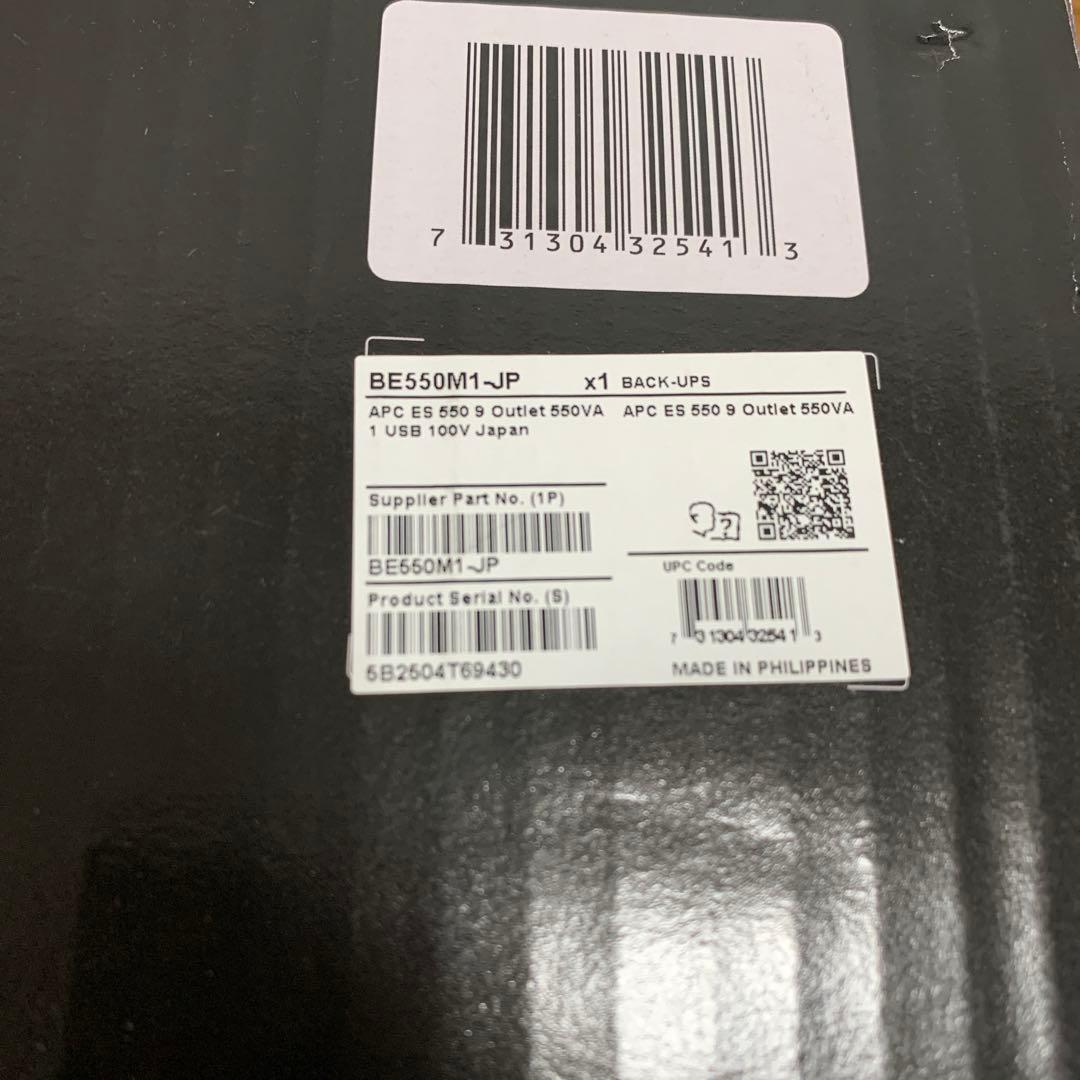 7 31304 32541 3
BE550M1-JP x1 BACK-UPS
APC ES 550 9 Outlet 550VA
1 USB 100V Japan
APC ES 550 9 Outlet 550VA
Supplier Part No. (1P)
BE550M1-JP
Product Serial No. (S)
5B2504T69430
?
UPC Code
7 31304 32541 3
MADE IN PHILIPPINES